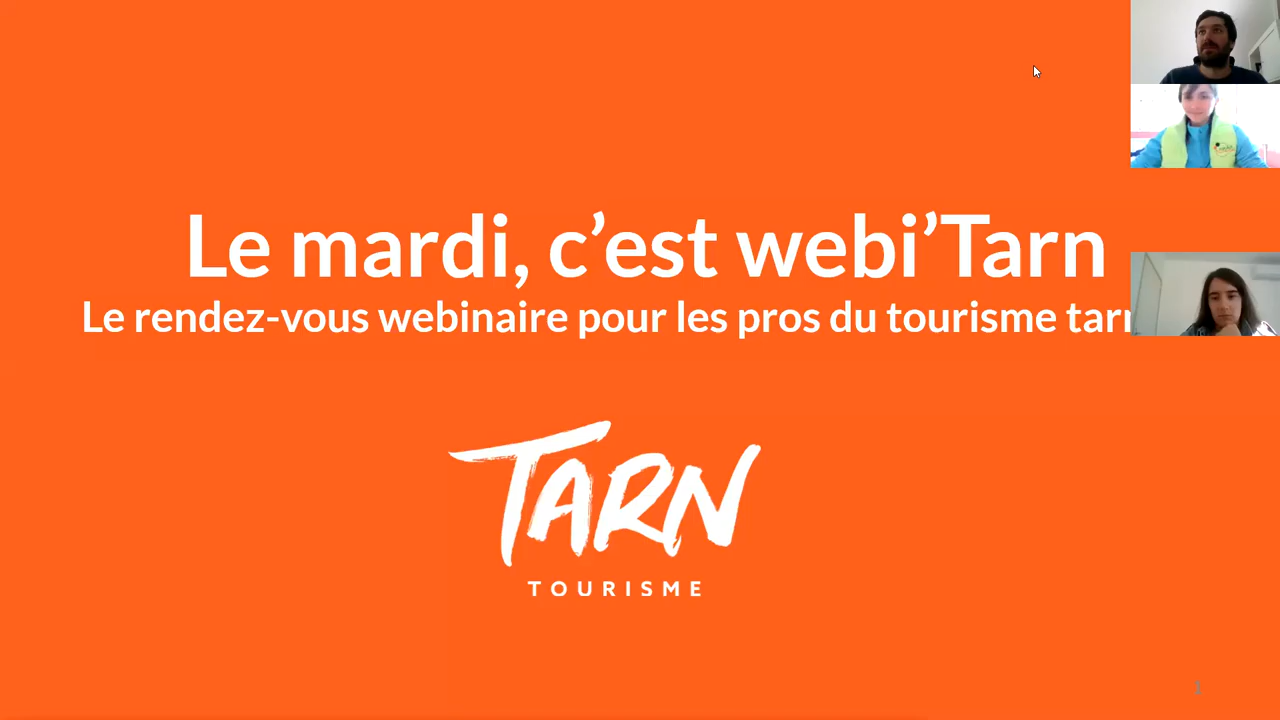 Le mardi, c’est webi’Tarn
Le rendez-vous webinaire pour les pros du tourisme
TARN
TOURISME
1